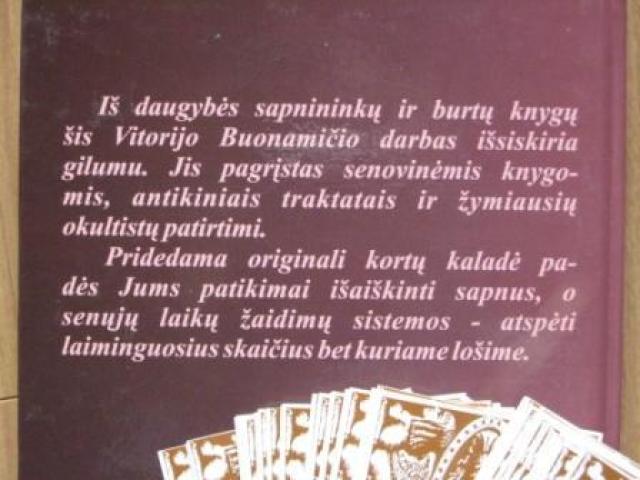 Iš daugybės sapnininkų ir burtų knygų
šis Vitorijo Buonamičio darbas išsiskiria
gilumu. Jis pagrįstas senovinėmis knygo-
mis, antikiniais traktatais ir žymiausių
okultistų patirtimi.
Pridedama originali kortų kaladė pa-
dės Jums patikimai išaiškinti sapnus, o
senųjų laikų žaidimų sistemos - atspėti
laiminguosius skaičius bet kuriame lošime.